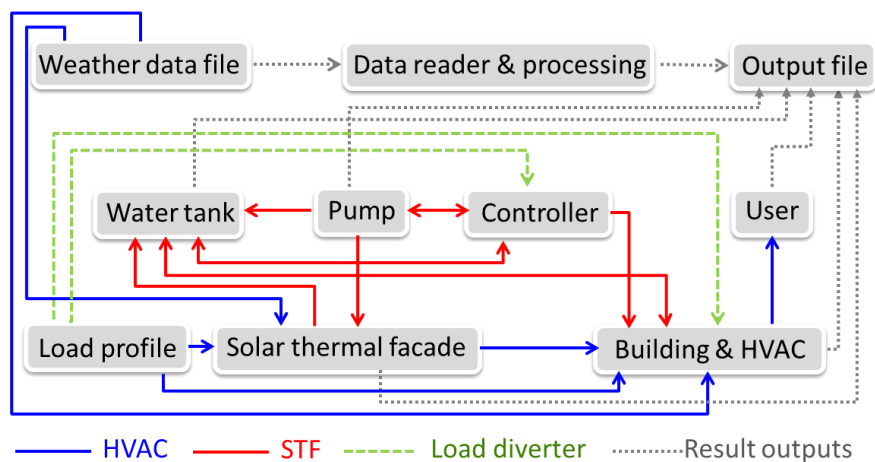 Weather data file
Data reader & processing
Output file
Water tank
Pump
Controller
User
Load profile
Solar thermal facade
Building & HVAC
HVAC
STF
Load diverter
Result outputs